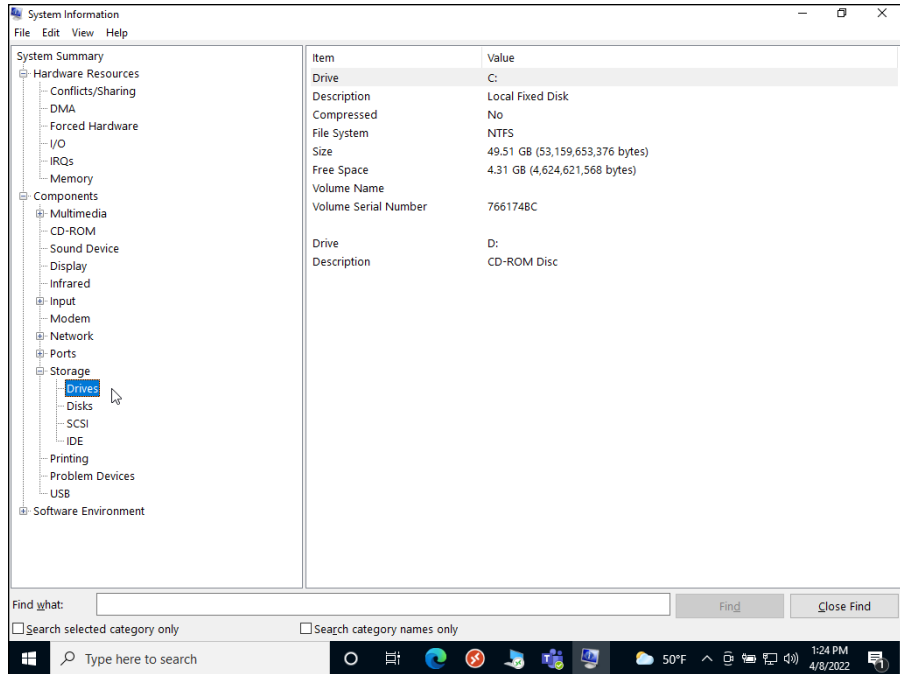 System Information
File Edit View Help
System Summary
Hardware Resources
Conflicts/Sharing
DMA
Forced Hardware
I/O
IRQs
Memory
Components
Multimedia
CD-ROM
Sound Device
Display
Infrared
Input
Modem
Network
Ports
Storage
Drives
Disks
SCSI
IDE
Printing
Problem Devices
USB
Software Environment
Item Value
Drive C:
Description Local Fixed Disk
Compressed No
File System NTFS
Size 49.51 GB (53,159,653,376 bytes)
Free Space 4.31 GB (4,624,621,568 bytes)
Volume Name
Volume Serial Number 766174BC
Drive D:
Description CD-ROM Disc
Find what: Find Close Find
Search selected category only Search category names only
Type here to search 50°F 1:24 PM
4/8/2022
1